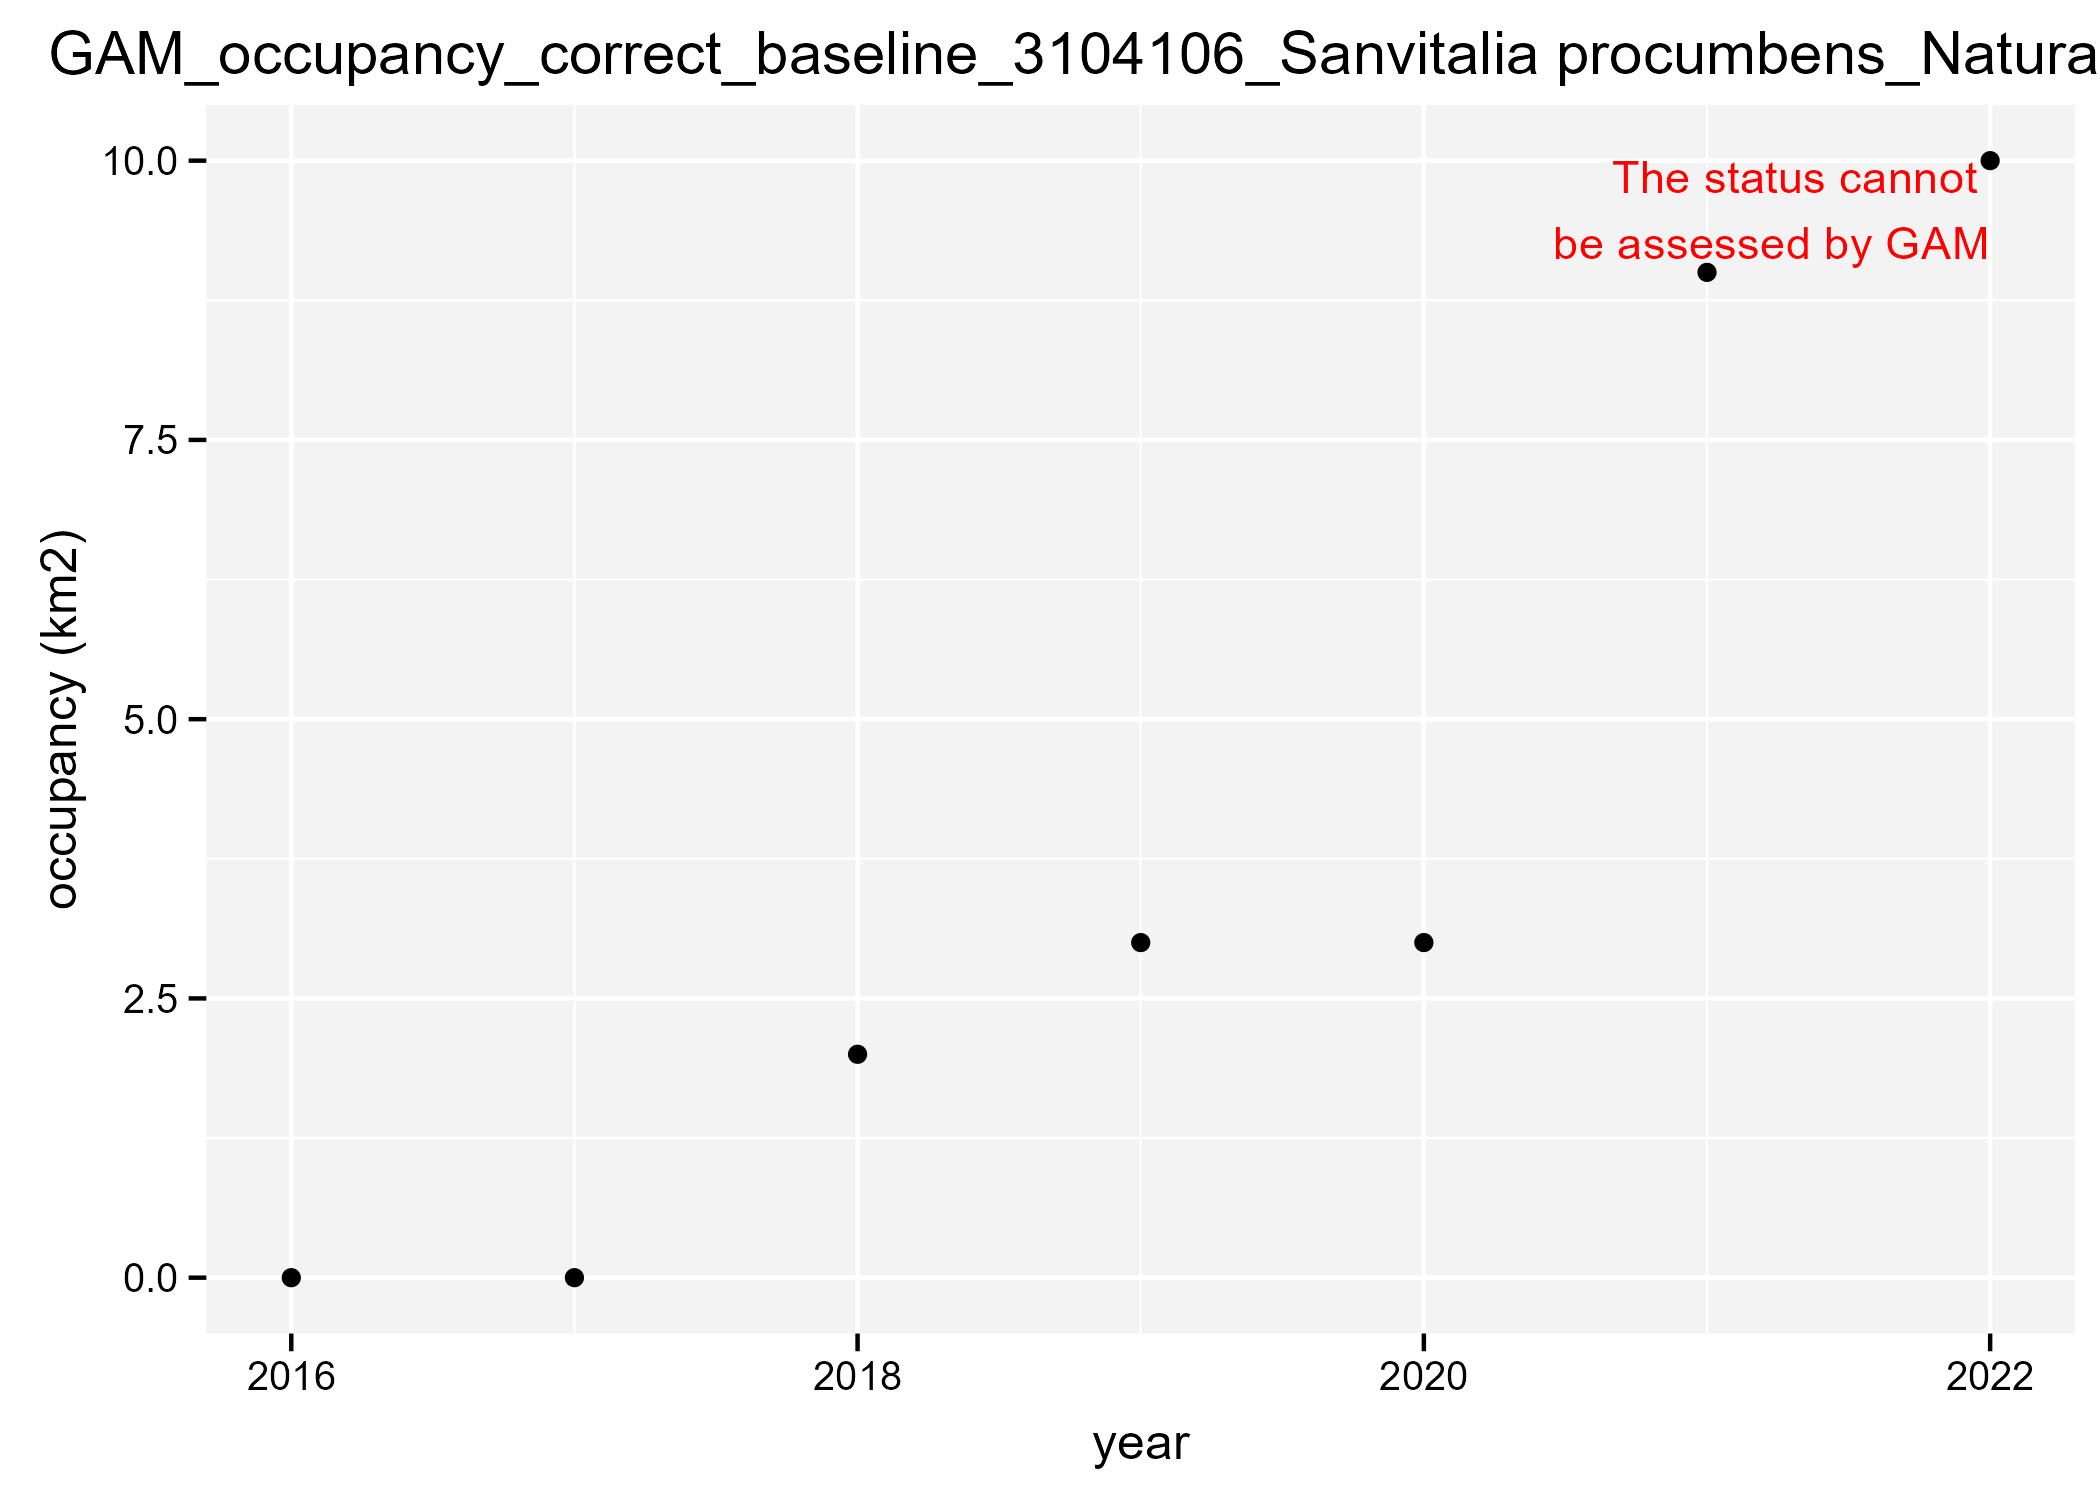 GAM_occupancy_correct_baseline_3104106_Sanvitalia procumbens_Natura
10.0
The status cannot
be assessed by GAM
7.5
5.0
2.5
0.0
occupancy (km2)
2016 2018 2020 2022
year